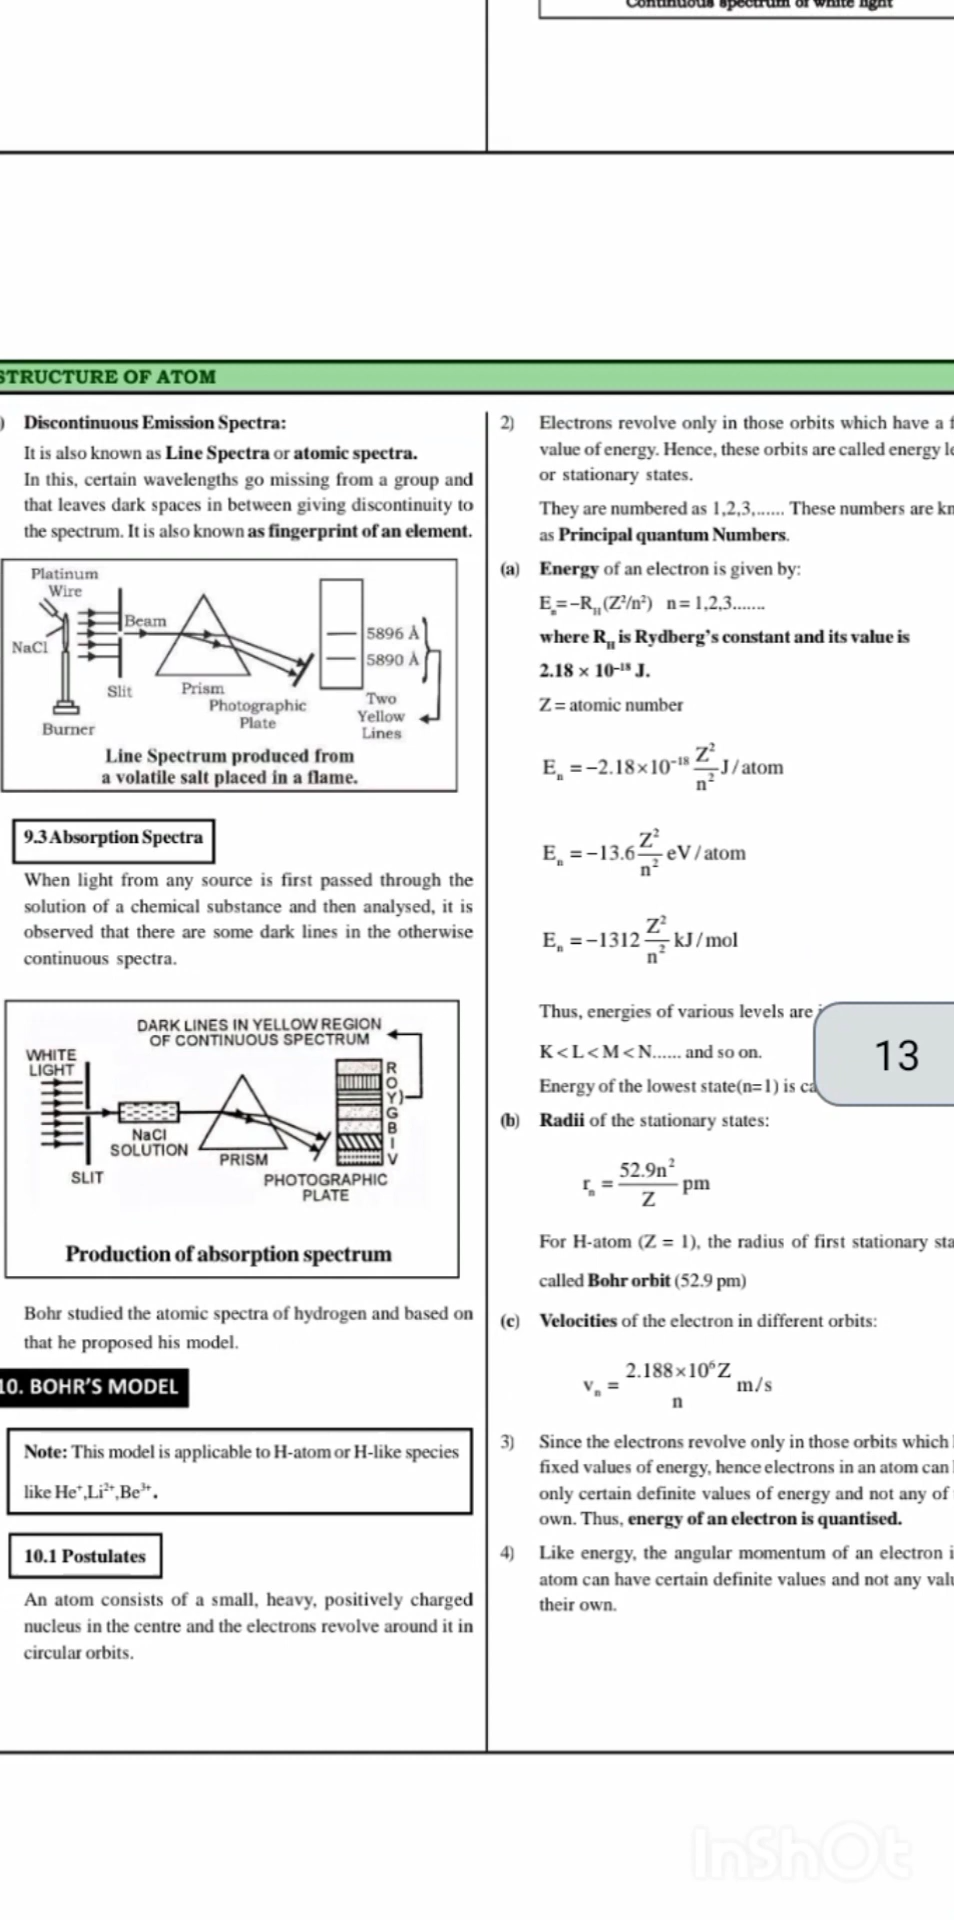 Continuous spectrum of white light
STRUCTURE OF ATOM
) Discontinuous Emission Spectra:
It is also known as Line Spectra or atomic spectra.
In this, certain wavelengths go missing from a group and
that leaves dark spaces in between giving discontinuity to
the spectrum. It is also known as fingerprint of an element.
Platinum
Wire
NaCl
Beam
Slit
Prism
Burner
Photographic
Plate
5896 Å
5890 Å
Two
Yellow
Lines
Line Spectrum produced from
a volatile salt placed in a flame.
9.3 Absorption Spectra
When light from any source is first passed through the
solution of a chemical substance and then analysed, it is
observed that there are some dark lines in the otherwise
continuous spectra.
DARK LINES IN YELLOW REGION
OF CONTINUOUS SPECTRUM
WHITE
LIGHT
NaCl
SOLUTION
SLIT
PRISM
PHOTOGRAPHIC
PLATE
R
O
Y)
G
B
I
V
Production of absorption spectrum
Bohr studied the atomic spectra of hydrogen and based on
that he proposed his model.
10. BOHR'S MODEL
Note: This model is applicable to H-atom or H-like species
like He⁺,Li²⁺,Be³⁺.
10.1 Postulates
An atom consists of a small, heavy, positively charged
nucleus in the centre and the electrons revolve around it in
circular orbits.
2) Electrons revolve only in those orbits which have a
value of energy. Hence, these orbits are called energy
or stationary states.
They are numbered as 1,2,3,...... These numbers are
as Principal quantum Numbers.
(a) Energy of an electron is given by:
Eₙ=−R_H(Z²/n²) n= 1,2,3.......
where R_H is Rydberg's constant and its value is
2.18 × 10⁻¹⁸ J.
Z = atomic number
Eₙ = −2.18×10⁻¹⁸ Z²/n² J/atom
Eₙ = −13.6 Z²/n² eV/atom
Eₙ = −1312 Z²/n² kJ/mol
Thus, energies of various levels are
K<L<M<N...... and so on.
Energy of the lowest state(n=1) is
13
(b) Radii of the stationary states:
rₙ = 52.9n²/Z pm
For H-atom (Z = 1), the radius of first stationary
called Bohr orbit (52.9 pm)
(c) Velocities of the electron in different orbits:
vₙ = 2.188×10⁶Z/n m/s
3) Since the electrons revolve only in those orbits which
fixed values of energy, hence electrons in an atom can
only certain definite values of energy and not any of
own. Thus, energy of an electron is quantised.
4) Like energy, the angular momentum of an electron
atom can have certain definite values and not any
their own.
InShOt